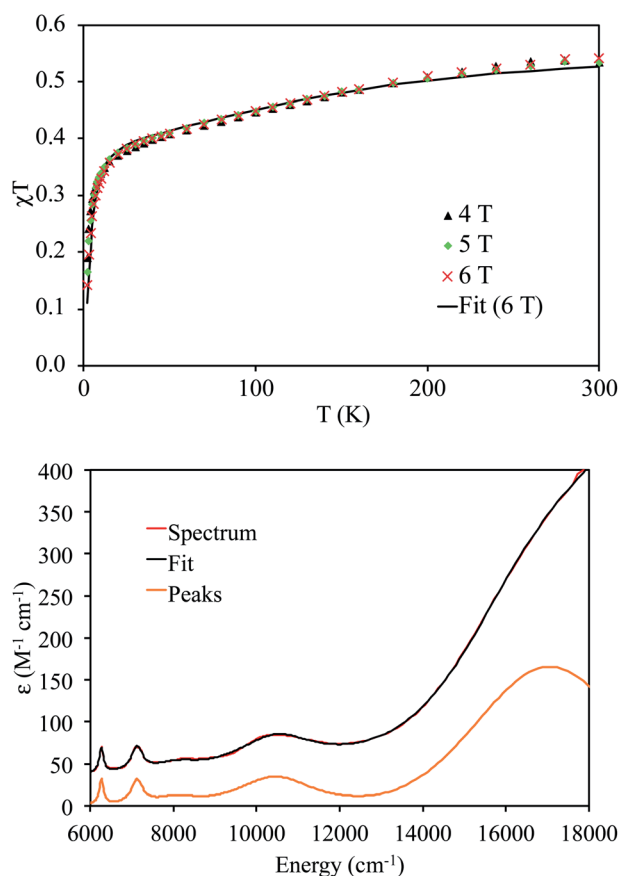 χT
0.6
0.5
0.4
0.3
0.2
0.1
0.0
4 T
5 T
6 T
Fit (6 T)
0 100 200 300
T (K)
ε (M⁻¹ cm⁻¹)
400
350
300
250
200
150
100
50
0
Spectrum
Fit
Peaks
6000 8000 10000 12000 14000 16000 18000
Energy (cm⁻¹)